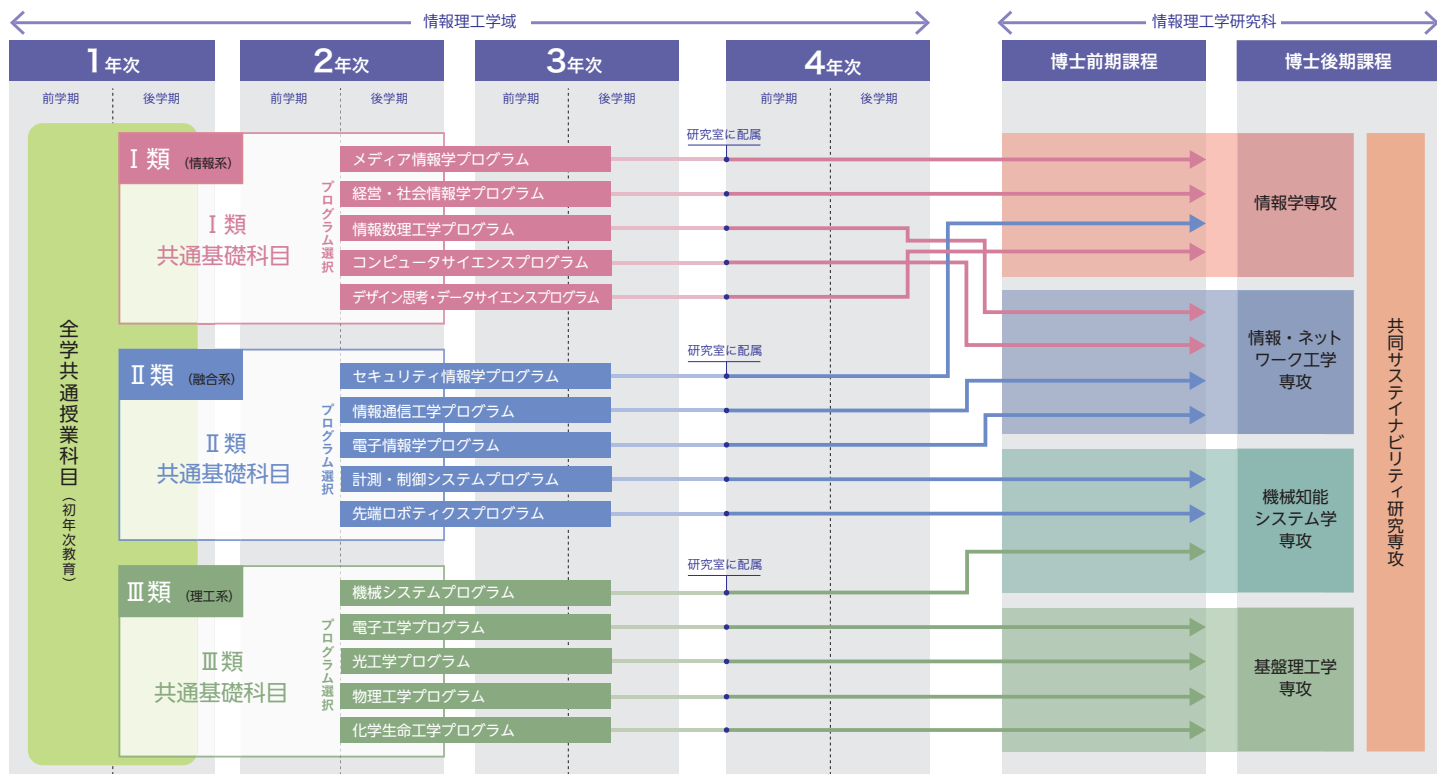 情報理工学域
情報理工学研究科
1年次
2年次
3年次
4年次
博士前期課程
博士後期課程
前学期
後学期
前学期
後学期
前学期
後学期
前学期
後学期
全学共通授業科目（初年次教育）
Ⅰ類（情報系）
Ⅰ類
共通基礎科目
プログラム選択
メディア情報学プログラム
経営・社会情報学プログラム
情報数理工学プログラム
コンピュータサイエンスプログラム
デザイン思考・データサイエンスプログラム
研究室に配属
Ⅱ類（融合系）
Ⅱ類
共通基礎科目
プログラム選択
セキュリティ情報学プログラム
情報通信工学プログラム
電子情報学プログラム
計測・制御システムプログラム
先端ロボティクスプログラム
研究室に配属
Ⅲ類（理工系）
Ⅲ類
共通基礎科目
プログラム選択
機械システムプログラム
電子工学プログラム
光工学プログラム
物理工学プログラム
化学生命工学プログラム
研究室に配属
情報学専攻
情報・ネット
ワーク工学
専攻
機械知能
システム学
専攻
基盤理工学
専攻
共同サステイナビリティ研究専攻